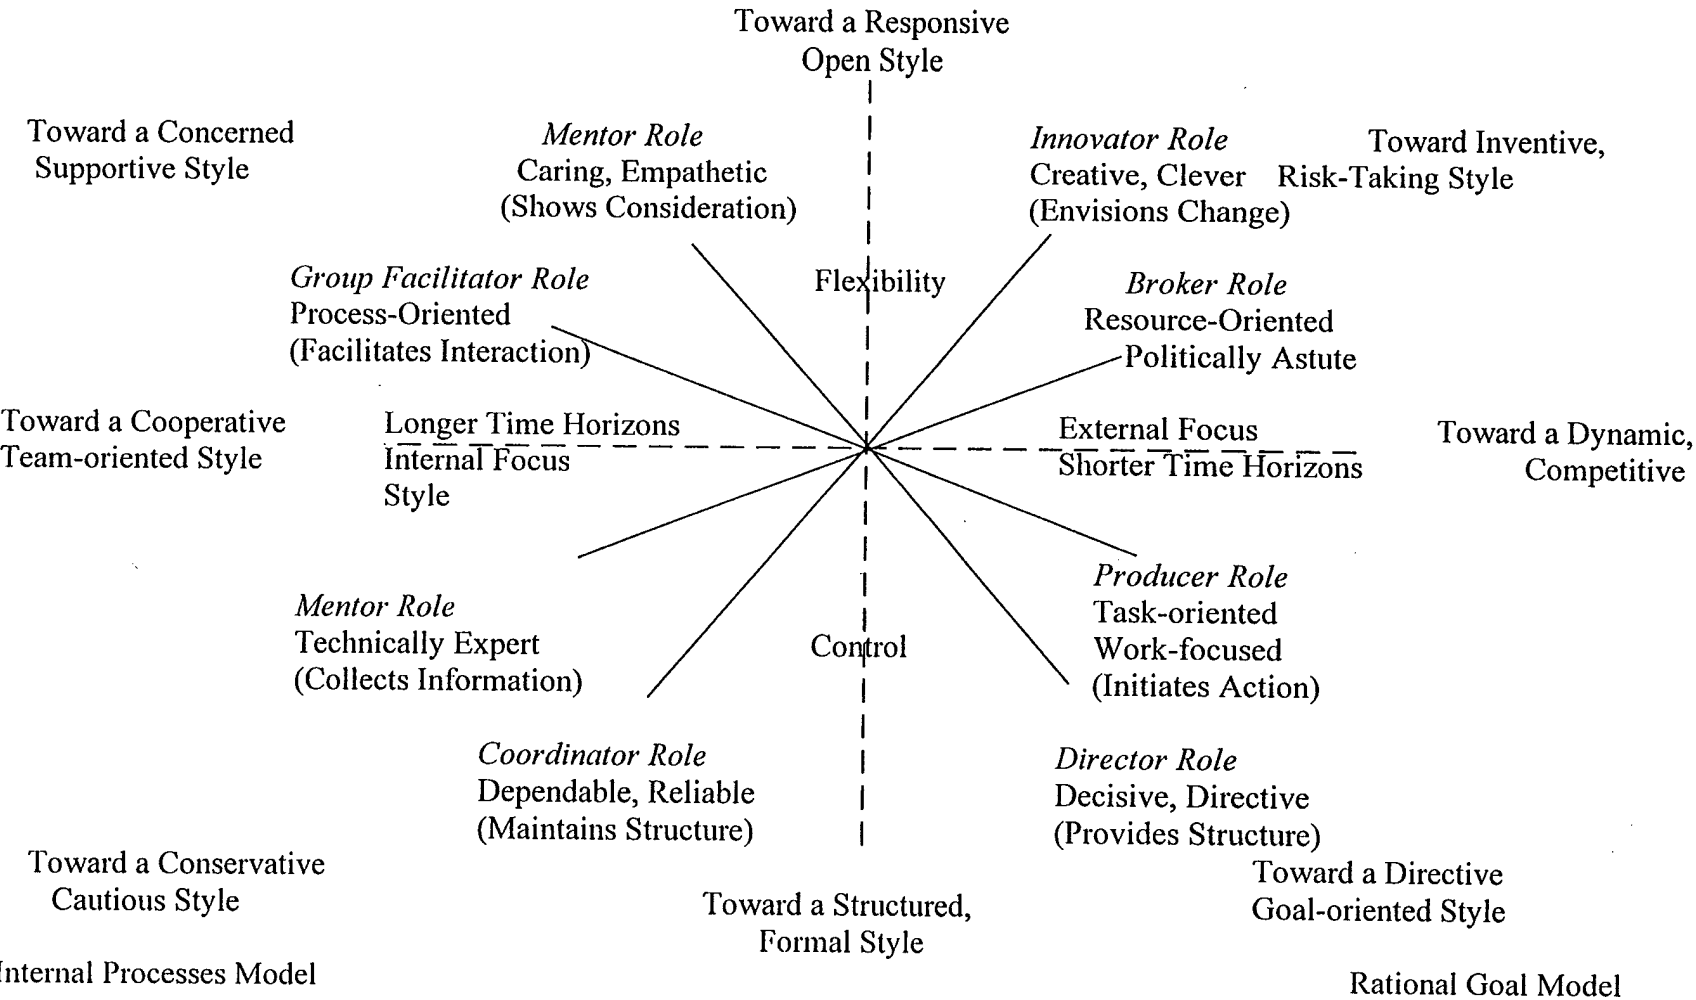 Toward a Responsive
Open Style
Toward a Concerned
Supportive Style
Mentor Role
Caring, Empathetic
(Shows Consideration)
Innovator Role
Creative, Clever
(Envisions Change)
Toward Inventive,
Risk-Taking Style
Group Facilitator Role
Process-Oriented
(Facilitates Interaction)
Flexibility
Broker Role
Resource-Oriented
Politically Astute
Toward a Cooperative
Team-oriented Style
Longer Time Horizons
Internal Focus
Style
External Focus
Shorter Time Horizons
Toward a Dynamic,
Competitive
Mentor Role
Technically Expert
(Collects Information)
Control
Producer Role
Task-oriented
Work-focused
(Initiates Action)
Coordinator Role
Dependable, Reliable
(Maintains Structure)
Director Role
Decisive, Directive
(Provides Structure)
Toward a Conservative
Cautious Style
Toward a Structured,
Formal Style
Toward a Directive
Goal-oriented Style
Internal Processes Model
Rational Goal Model